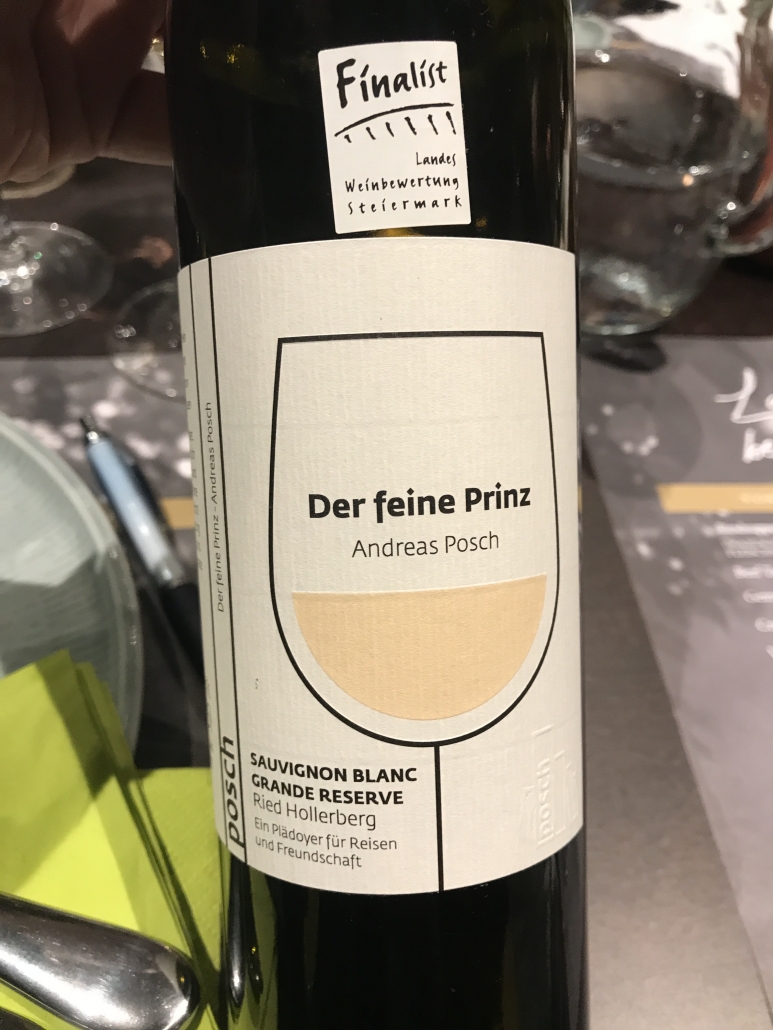 Finalist
Landes
Weinbewertung
Steiermark
Der feine Prinz
Andreas Posch
Der feine Prinz - Andreas Posch
posch
SAUVIGNON BLANC
GRANDE RESERVE
Ried Hollerberg
Ein Plädoyer für Reisen
und Freundschaft
posch